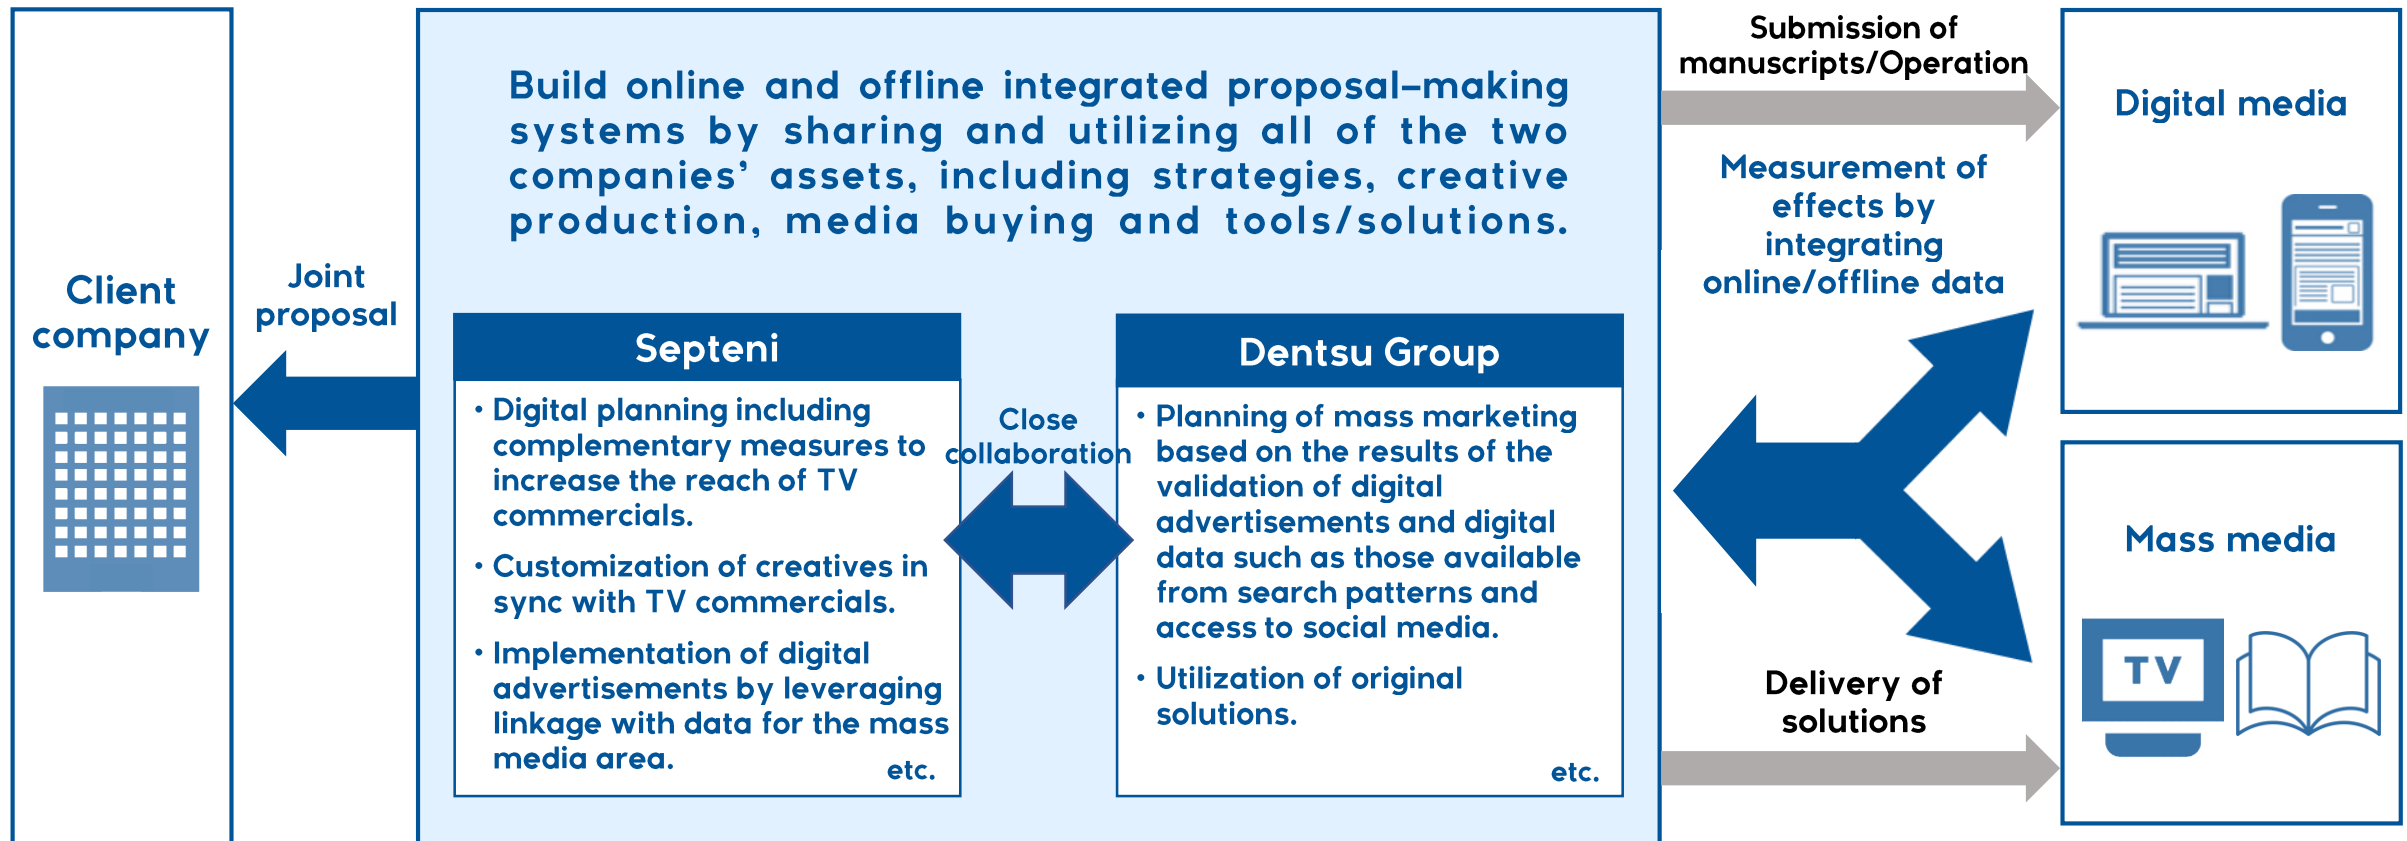 Client
company
Joint
proposal
Build online and offline integrated proposal–making
systems by sharing and utilizing all of the two
companies’ assets, including strategies, creative
production, media buying and tools/solutions.
Septeni
• Digital planning including
complementary measures to
increase the reach of TV
commercials.
• Customization of creatives in
sync with TV commercials.
• Implementation of digital
advertisements by leveraging
linkage with data for the mass
media area.
etc.
Close
collaboration
Dentsu Group
• Planning of mass marketing
based on the results of the
validation of digital
advertisements and digital
data such as those available
from search patterns and
access to social media.
• Utilization of original
solutions.
etc.
Submission of
manuscripts/Operation
Measurement of
effects by
integrating
online/offline data
Delivery of
solutions
Digital media
Mass media
TV